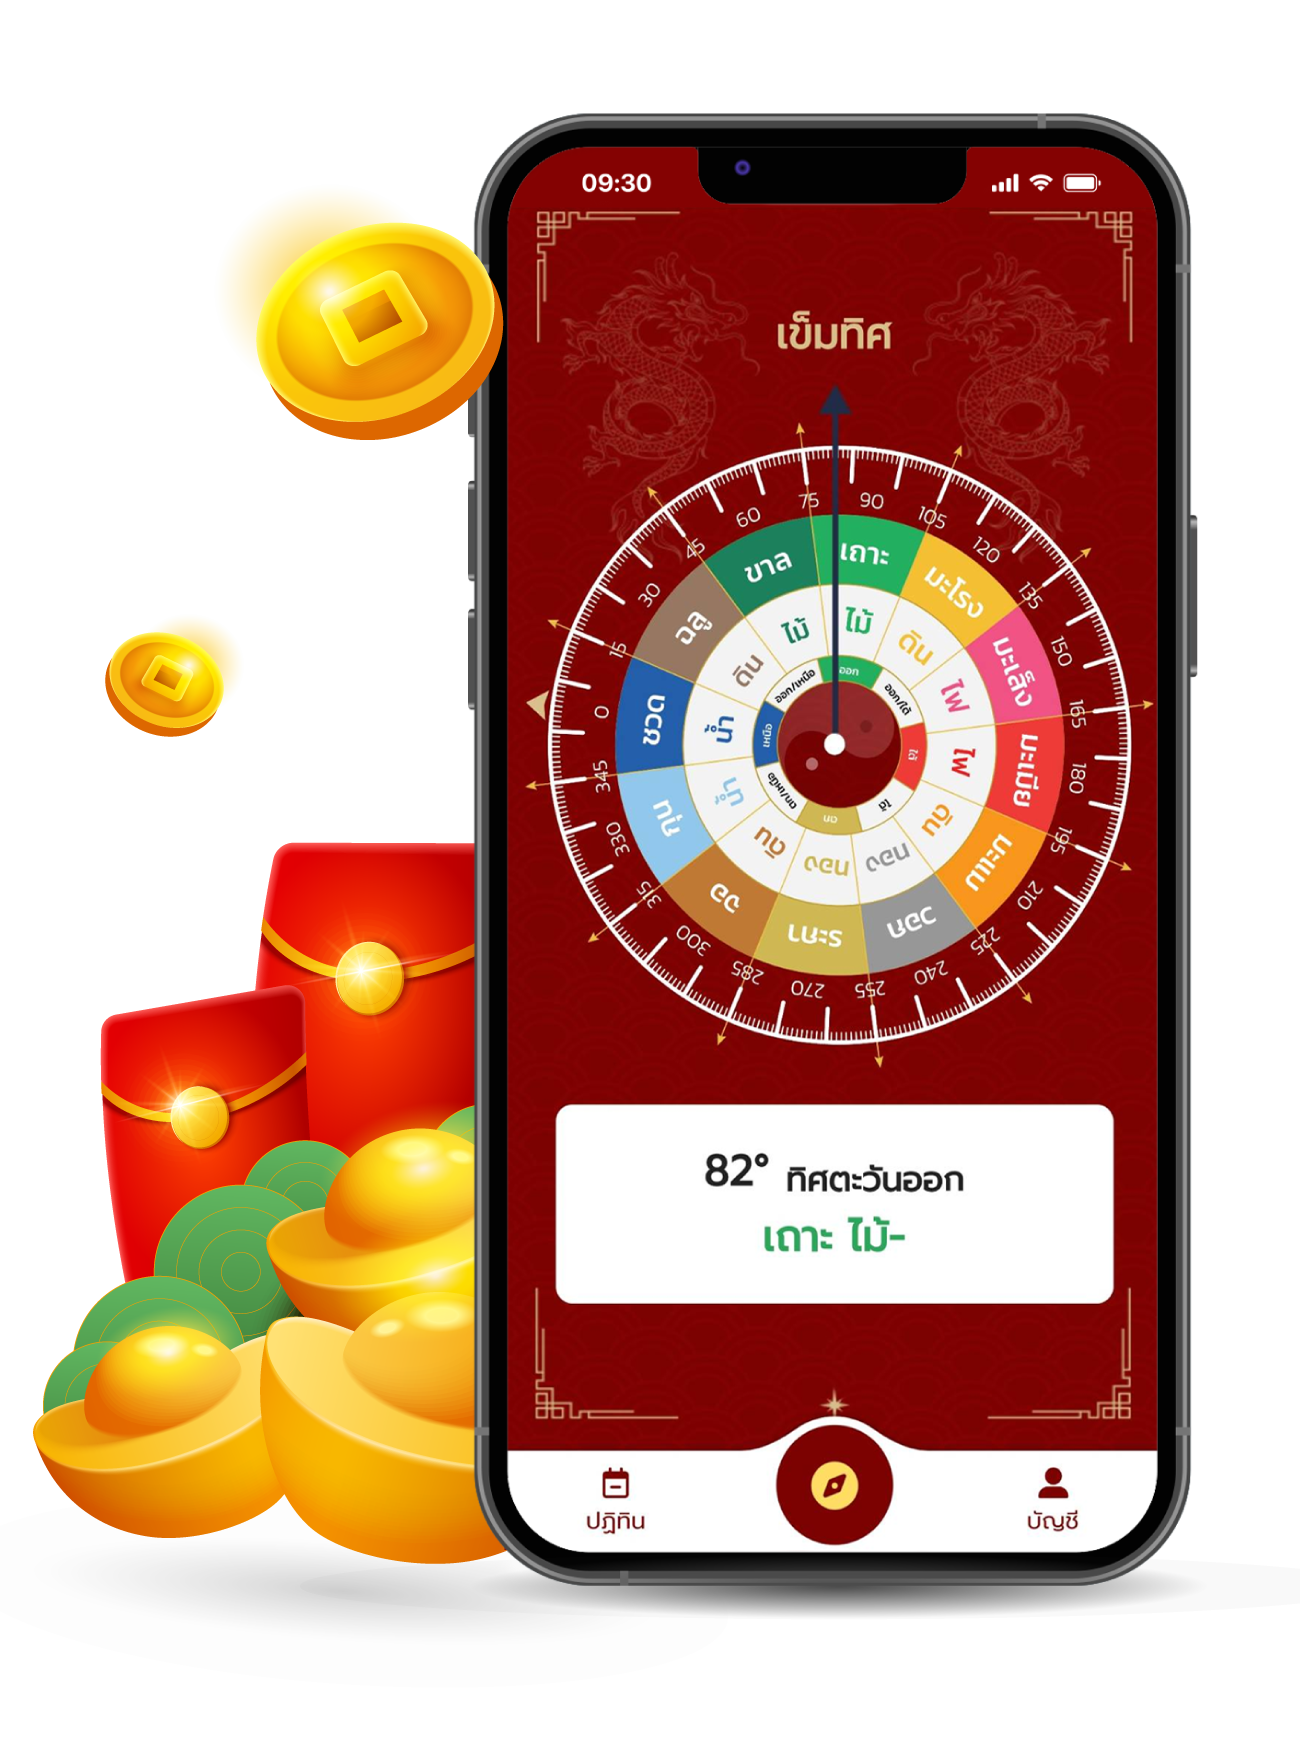 09:30
เข็มทิศ
75
90
105
120
135
150
165
180
195
210
225
240
255
270
285
300
315
330
345
0
15
30
45
60
เถาะ
มะโรง
มะเส็ง
มะเมีย
มะแม
วอก
ระกา
จอ
กุน
ชวด
ฉลู
ขาล
ไม้
ดิน
ไฟ
ไฟ
ดิน
ทอง
ทอง
ดิน
น้ำ
น้ำ
ดิน
ไม้
ออก
ออก/ใต้
ใต้
ใต้
ตก
ตก/เหนือ
เหนือ
ออก/เหนือ
82° ทิศตะวันออก
เถาะ ไม้-
ปฏิทิน
บัญชี